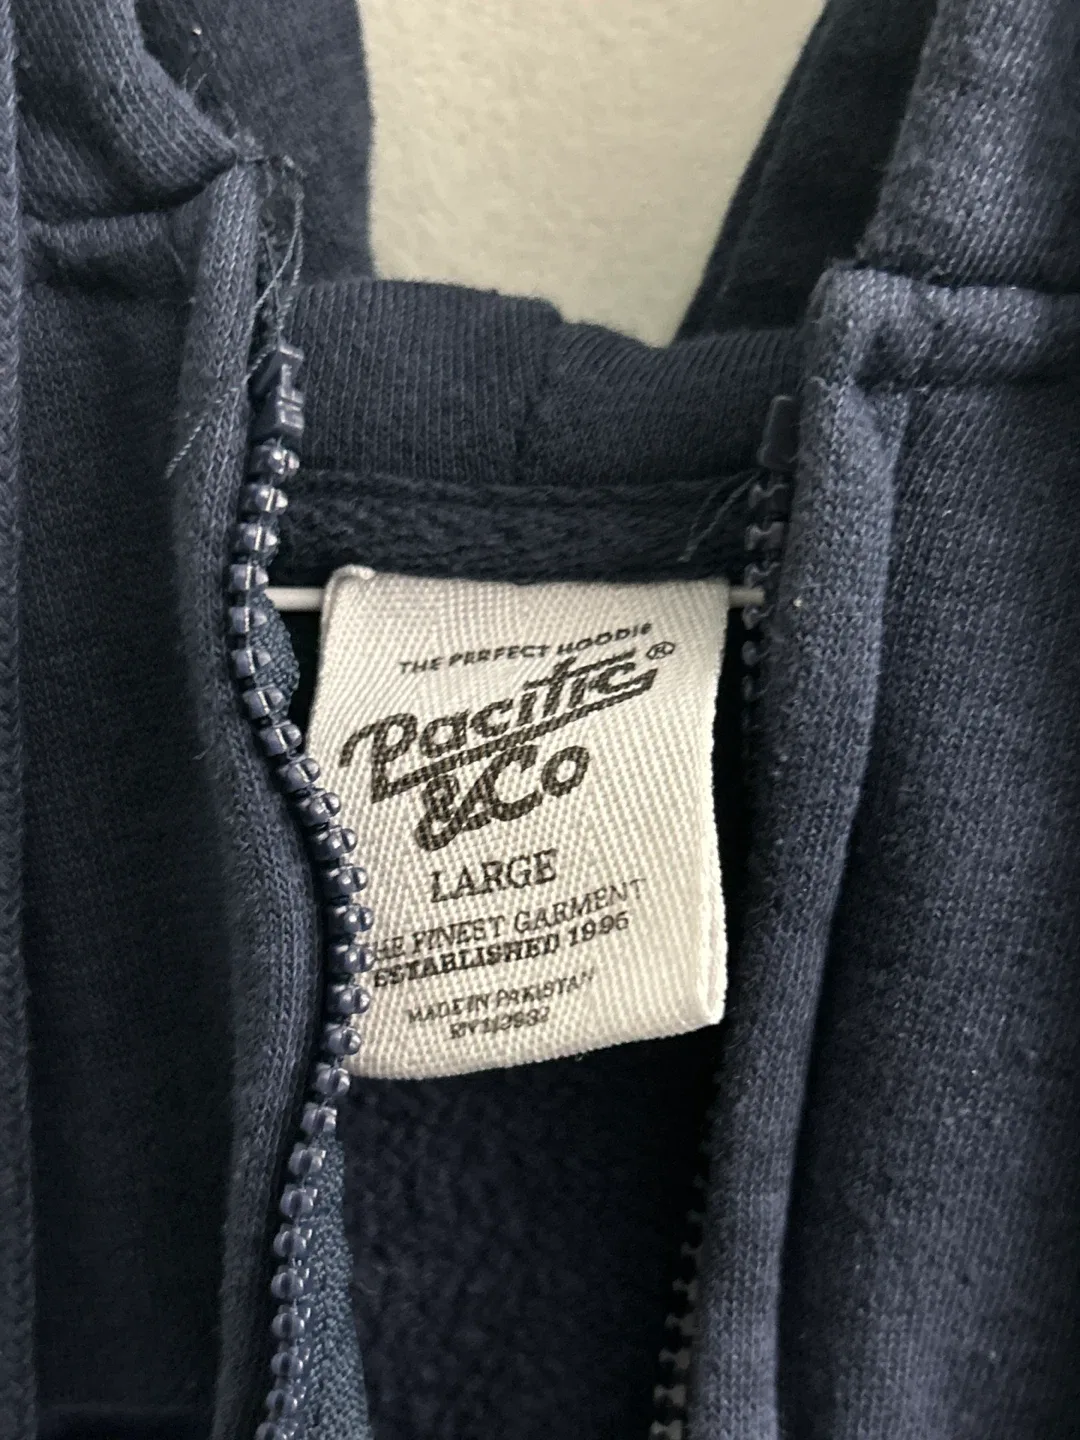 THE PERFECT HOODIE
Pacific®
&Co
LARGE
THE FINEST GARMENT
ESTABLISHED 1996
MADE IN PAKISTAN